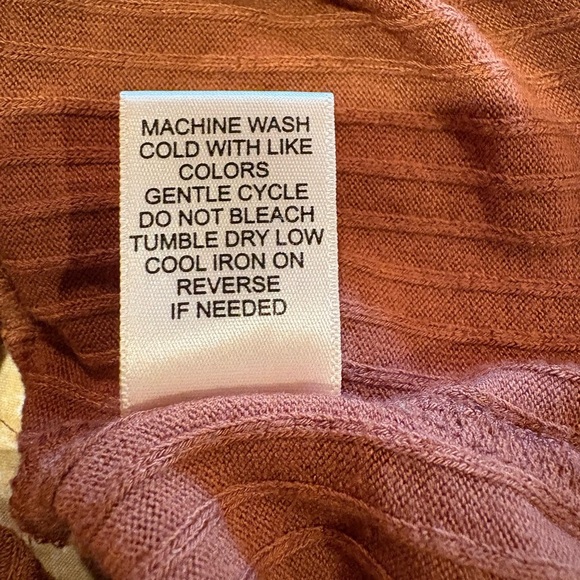 MACHINE WASH
COLD WITH LIKE
COLORS
GENTLE CYCLE
DO NOT BLEACH
TUMBLE DRY LOW
COOL IRON ON
REVERSE
IF NEEDED